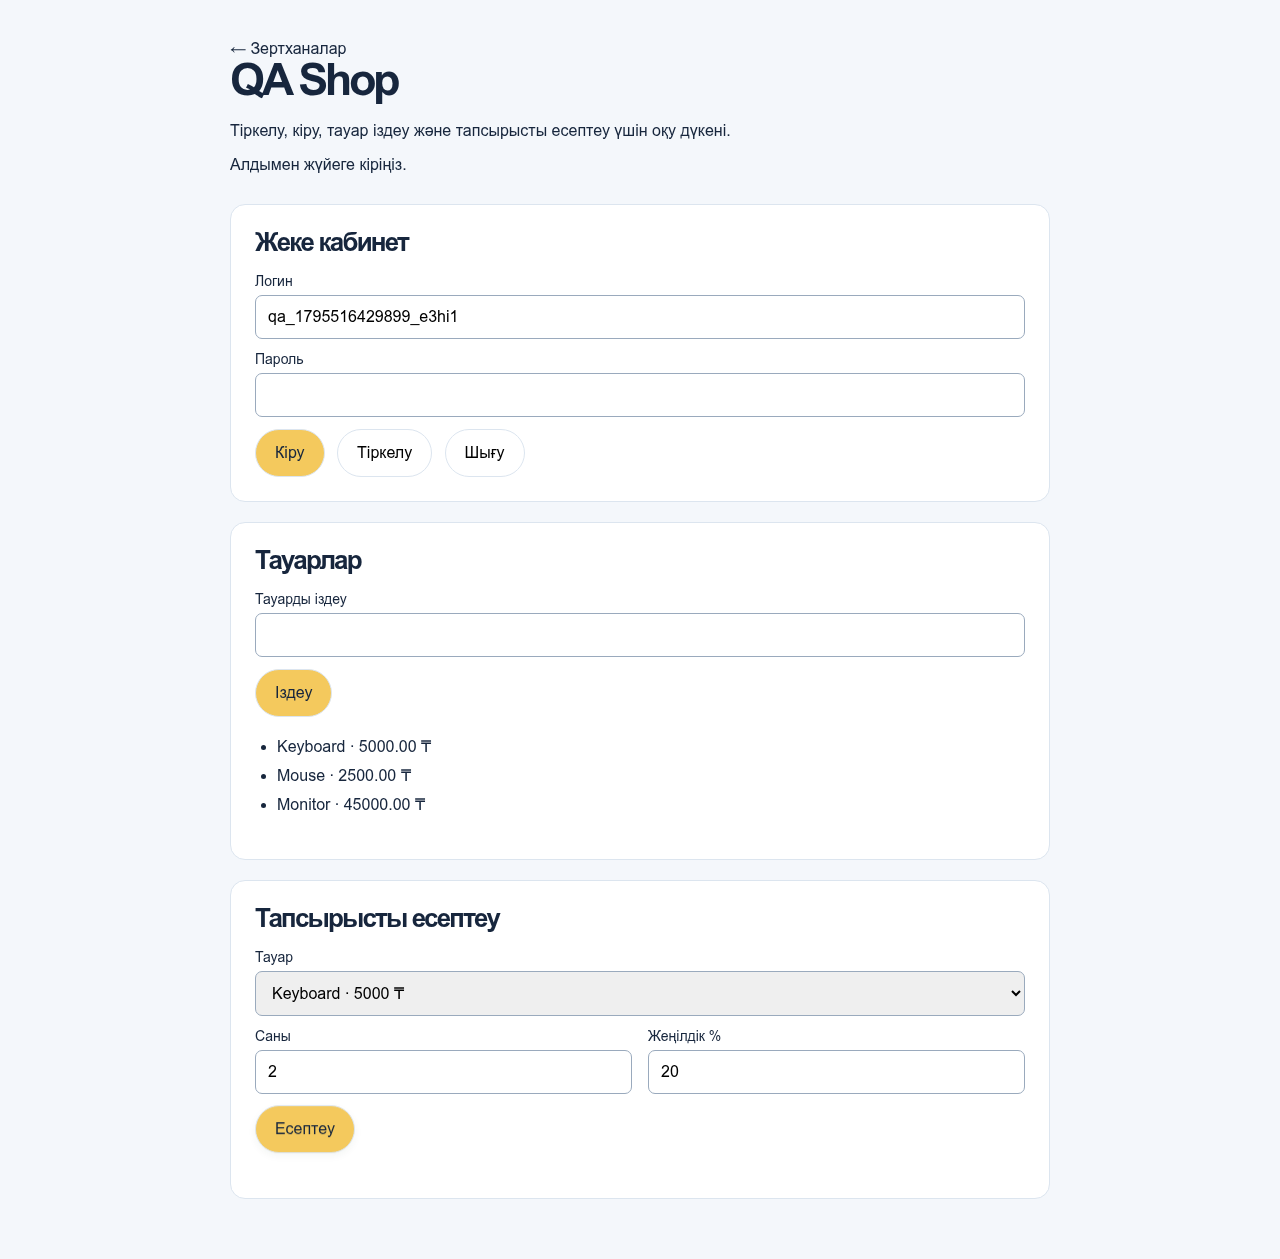 ← Зертханалар
QA Shop
Тіркелу, кіру, тауар іздеу және тапсырысты есептеу үшін оқу дүкені.
Алдымен жүйеге кіріңіз.
Жеке кабинет
Логин
qa_1795516429899_e3hi1
Пароль
Кіру Тіркелу Шығу
Тауарлар
Тауарды іздеу
Іздеу
• Keyboard · 5000.00 ₸
• Mouse · 2500.00 ₸
• Monitor · 45000.00 ₸
Тапсырысты есептеу
Тауар
Keyboard · 5000 ₸
Саны Жеңілдік %
2 20
Есептеу